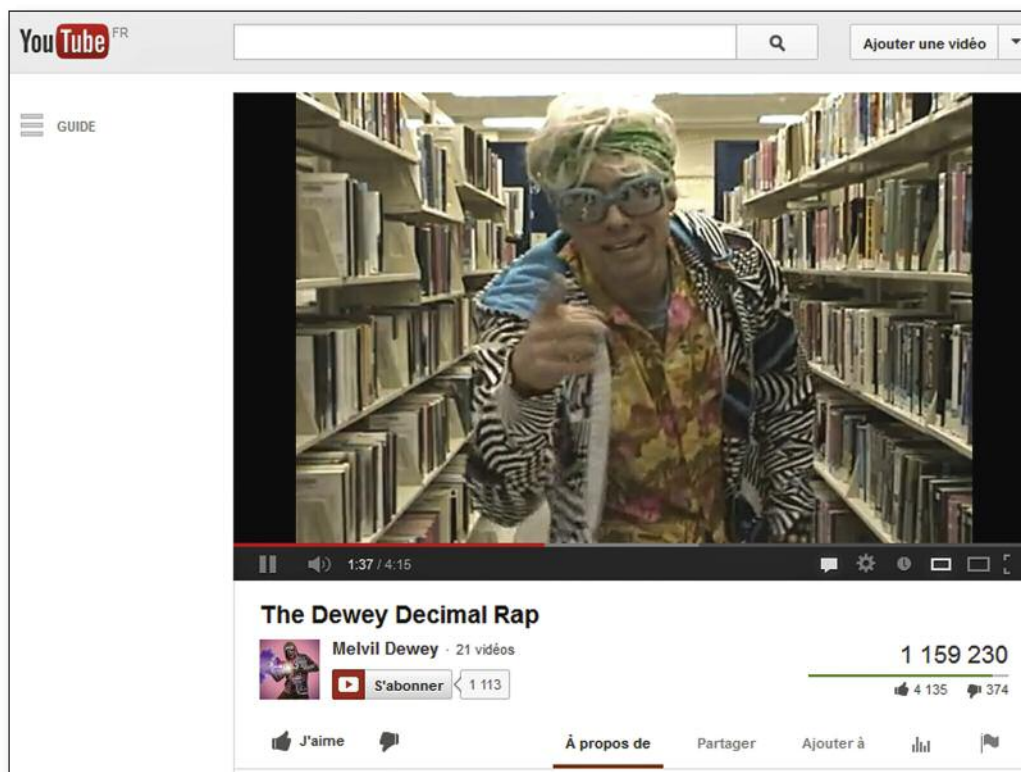 YouTube FR
Ajouter une vidéo
GUIDE
1:37 / 4:15
The Dewey Decimal Rap
Melvil Dewey · 21 vidéos
1 159 230
S'abonner 1 113
4 135 374
J'aime
À propos de Partager Ajouter à